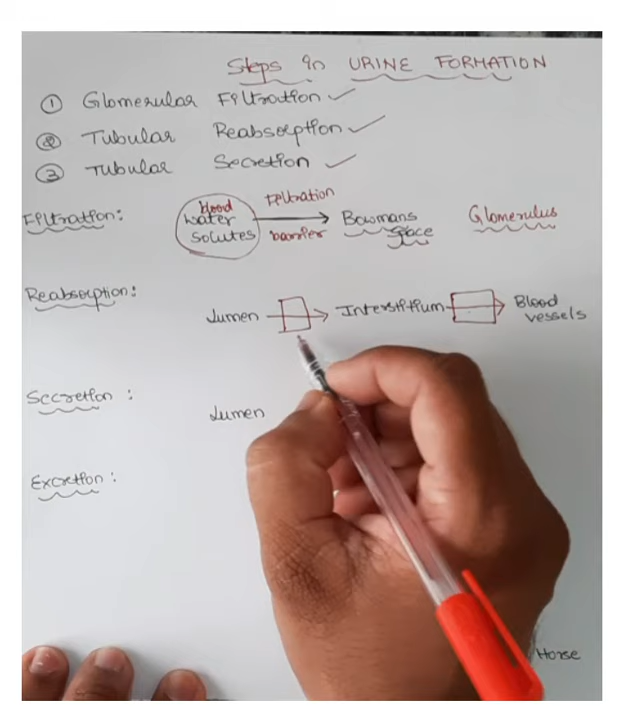 Steps in URINE FORMATION
① Glomerular Filtration ✓
② Tubular Reabsorption ✓
③ Tubular Secretion ✓
Filtration: blood water solutes Filtration barrier Bowmans Space Glomerulus
Reabsorption: Lumen Interstitium Blood vessels
Secretion: Lumen
Excretion:
Horse